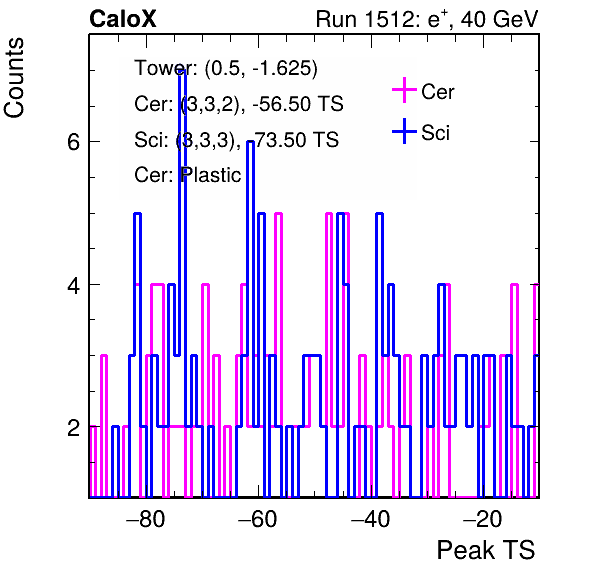 CaloX Run 1512: e+, 40 GeV
Counts
Tower: (0.5, -1.625)
Cer: (3,3,2), -56.50 TS
Sci: (3,3,3), -73.50 TS
Cer: Plastic
Cer
Sci
6
4
2
−80 −60 −40 −20
Peak TS